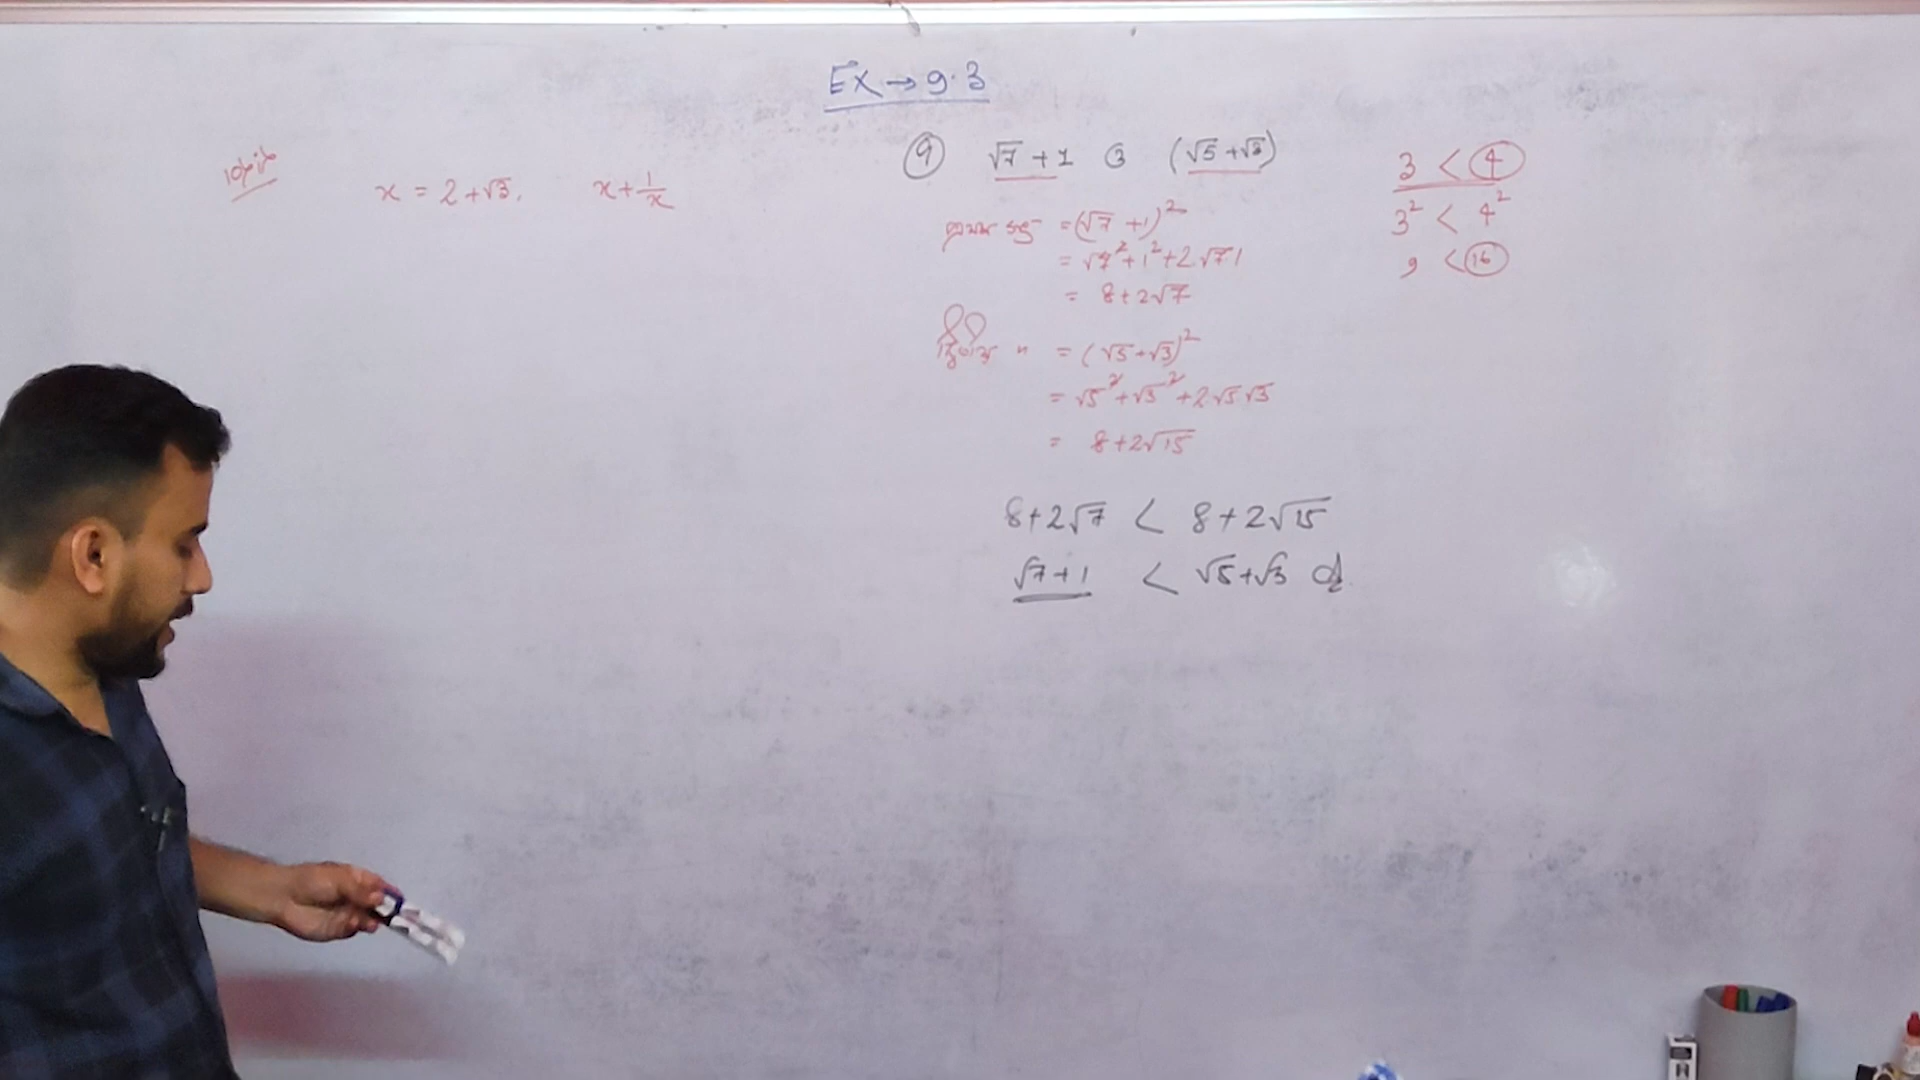 EX → 9.3
x = 2 + √3, x + 1/x
9 √7 + 1 ও (√5 + √3)
3 < 4
3² < 4²
9 < 16
প্রথম = (√7 + 1)²
= √7² + 1² + 2√7 1
= 8 + 2√7
দ্বিতীয় " = (√5 + √3)²
= √5² + √3² + 2√5 √3
= 8 + 2√15
8 + 2√7 < 8 + 2√15
√7 + 1 < √5 + √3